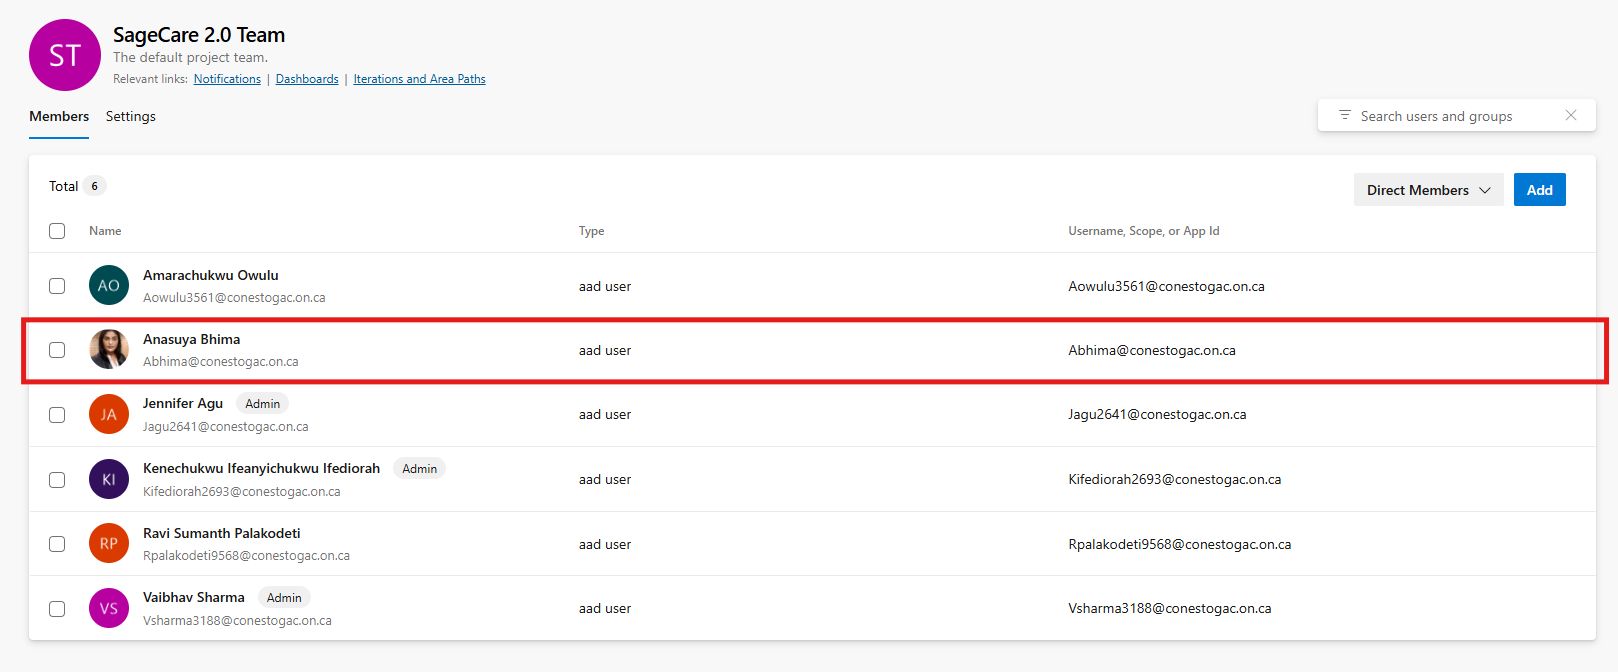 ST
SageCare 2.0 Team
The default project team.
Relevant links: Notifications | Dashboards | Iterations and Area Paths
Members Settings
Search users and groups
Total 6
Direct Members Add
Name Type Username, Scope, or App Id
AO Amarachukwu Owulu
Aowulu3561@conestogac.on.ca aad user Aowulu3561@conestogac.on.ca
Anasuya Bhima
Abhima@conestogac.on.ca aad user Abhima@conestogac.on.ca
JA Jennifer Agu Admin
Jagu2641@conestogac.on.ca aad user Jagu2641@conestogac.on.ca
KI Kenechukwu Ifeanyichukwu Ifediorah Admin
Kifediorah2693@conestogac.on.ca aad user Kifediorah2693@conestogac.on.ca
RP Ravi Sumanth Palakodeti
Rpalakodeti9568@conestogac.on.ca aad user Rpalakodeti9568@conestogac.on.ca
VS Vaibhav Sharma Admin
Vsharma3188@conestogac.on.ca aad user Vsharma3188@conestogac.on.ca